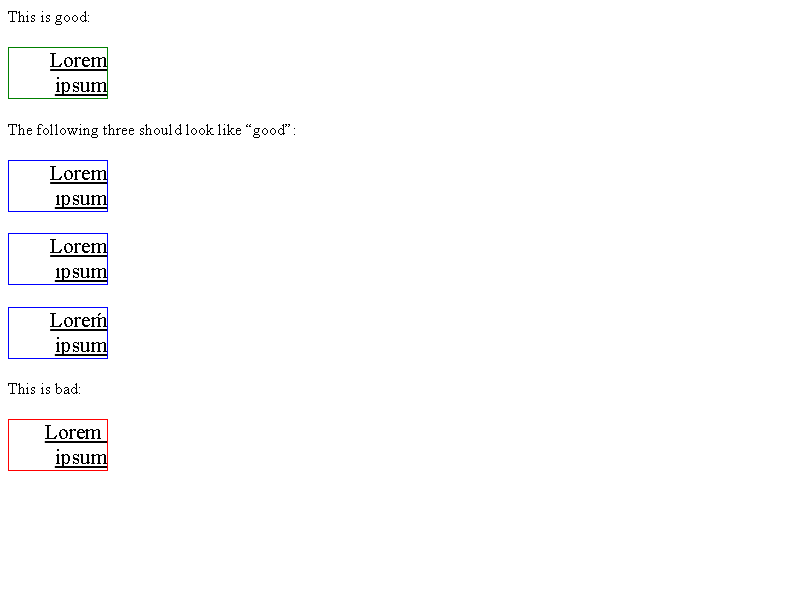 This is good:
Lorem
ipsum
The following three should look like “good”:
Lorem
ıpsum
Lorem
ıpsum
Loreḿ
ipsum
This is bad:
Lorem
ipsum